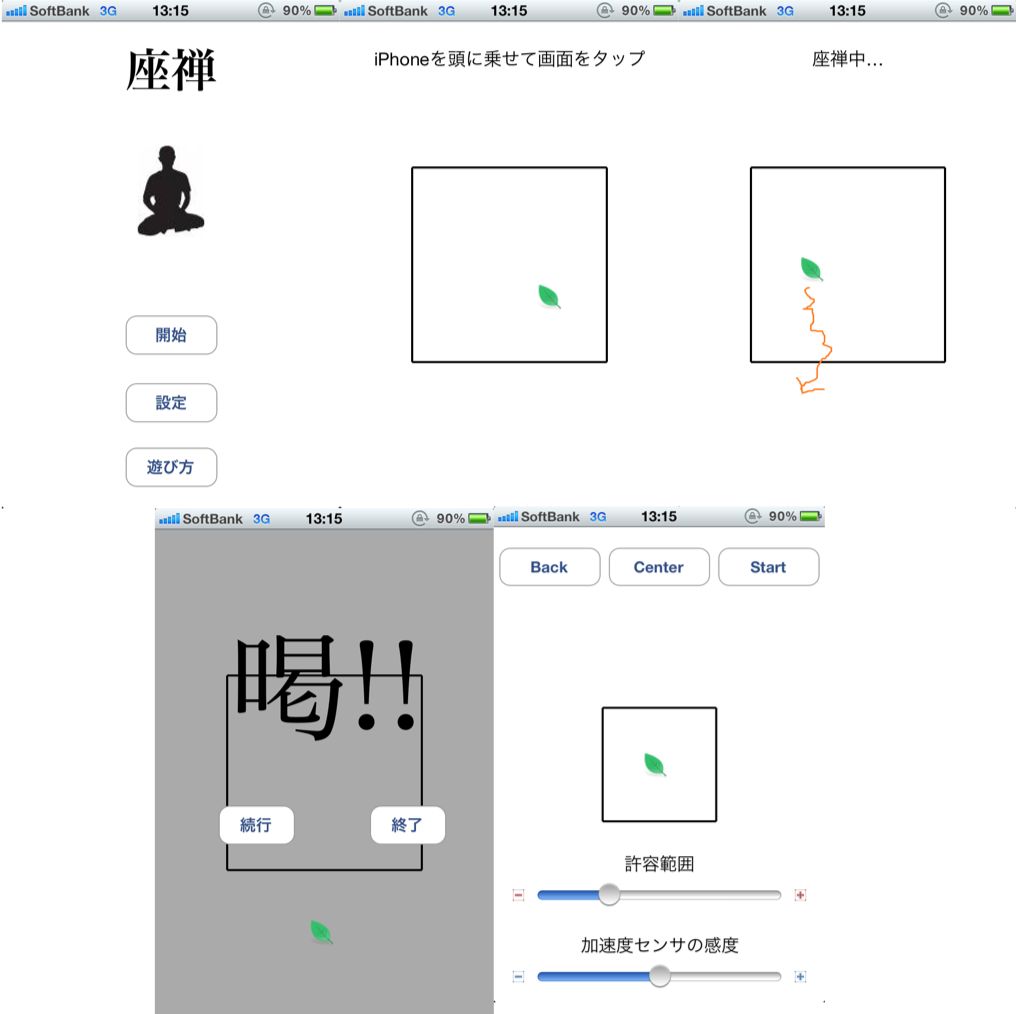 SoftBank 3G 13:15 90%
座禅
開始
設定
遊び方
SoftBank 3G 13:15 90%
iPhoneを頭に乗せて画面をタップ
SoftBank 3G 13:15 90%
座禅中...
SoftBank 3G 13:15 90%
喝!!
続行 終了
SoftBank 3G 13:15 90%
Back Center Start
許容範囲
加速度センサの感度